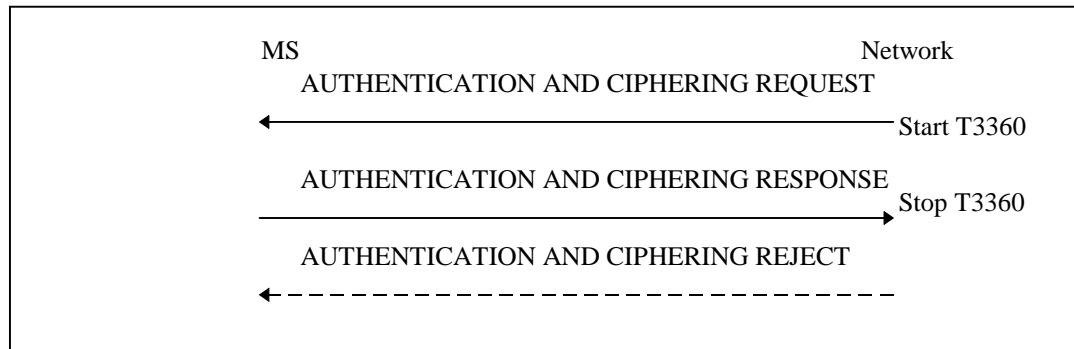 MS Network
AUTHENTICATION AND CIPHERING REQUEST
Start T3360
AUTHENTICATION AND CIPHERING RESPONSE
Stop T3360
AUTHENTICATION AND CIPHERING REJECT